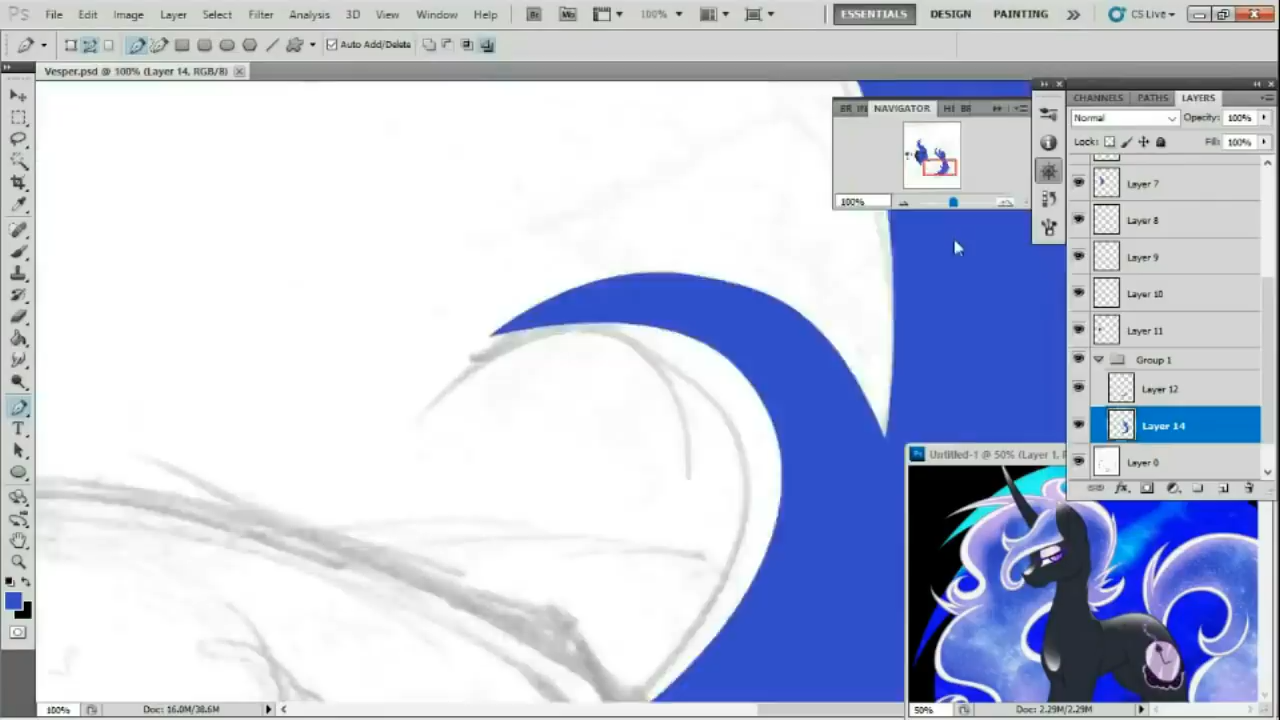 Ps File Edit Image Layer Select Filter Analysis 3D View Window Help Br Mb 100% ESSENTIALS DESIGN PAINTING CS Live
Auto Add/Delete
Vesper.psd @ 100% (Layer 14, RGB/8)
NAVIGATOR
100%
CHANNELS PATHS LAYERS
Normal Opacity: 100%
Lock: Fill: 100%
Layer 7
Layer 8
Layer 9
Layer 10
Layer 11
Group 1
Layer 12
Layer 14
Layer 0
Untitled-1 @ 50% (Layer 1,
100% Doc: 16.0M/38.6M
50% Doc: 2.29M/2.29M